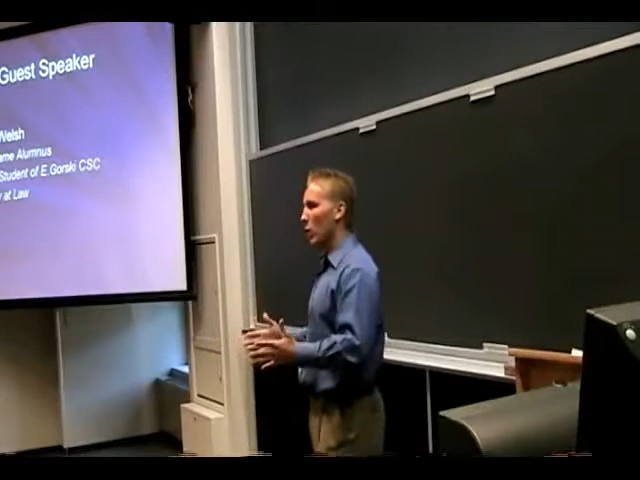 Guest Speaker
Welsh
ame Alumnus
Student of E.Gorski CSC
y at Law